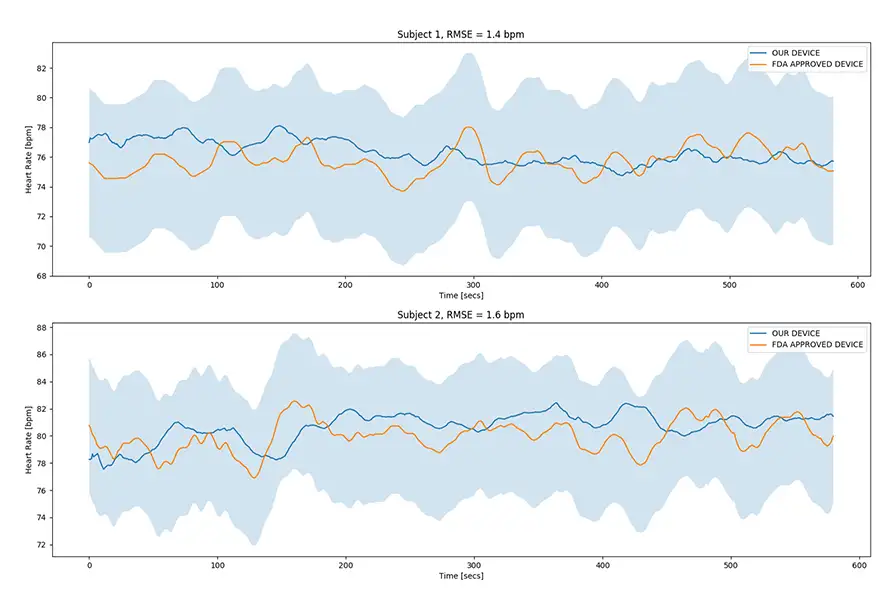 Subject 1, RMSE = 1.4 bpm
OUR DEVICE
FDA APPROVED DEVICE
Heart Rate [bpm]
82
80
78
76
74
72
70
68
0 100 200 300 400 500 600
Time [secs]
Subject 2, RMSE = 1.6 bpm
OUR DEVICE
FDA APPROVED DEVICE
Heart Rate [bpm]
88
86
84
82
80
78
76
74
72
0 100 200 300 400 500 600
Time [secs]